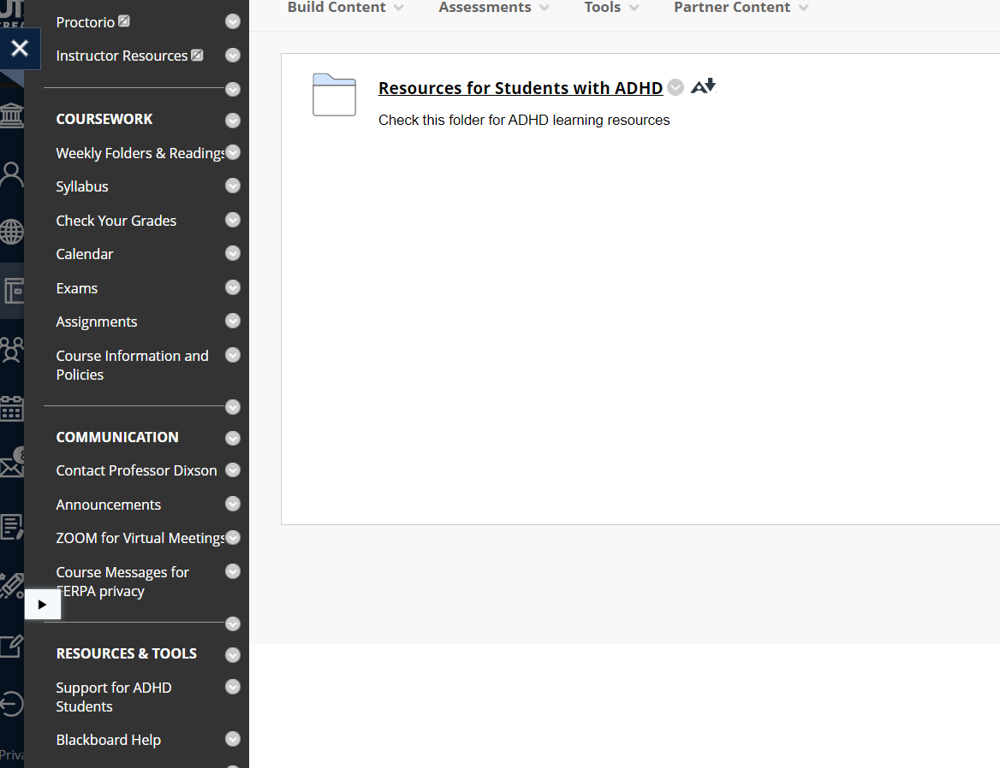 Build Content
Assessments
Tools
Partner Content
Proctorio
Instructor Resources
COURSEWORK
Weekly Folders & Readings
Syllabus
Check Your Grades
Calendar
Exams
Assignments
Course Information and
Policies
COMMUNICATION
Contact Professor Dixson
Announcements
ZOOM for Virtual Meetings
Course Messages for
FERPA privacy
RESOURCES & TOOLS
Support for ADHD
Students
Blackboard Help
Resources for Students with ADHD
Check this folder for ADHD learning resources
Priva